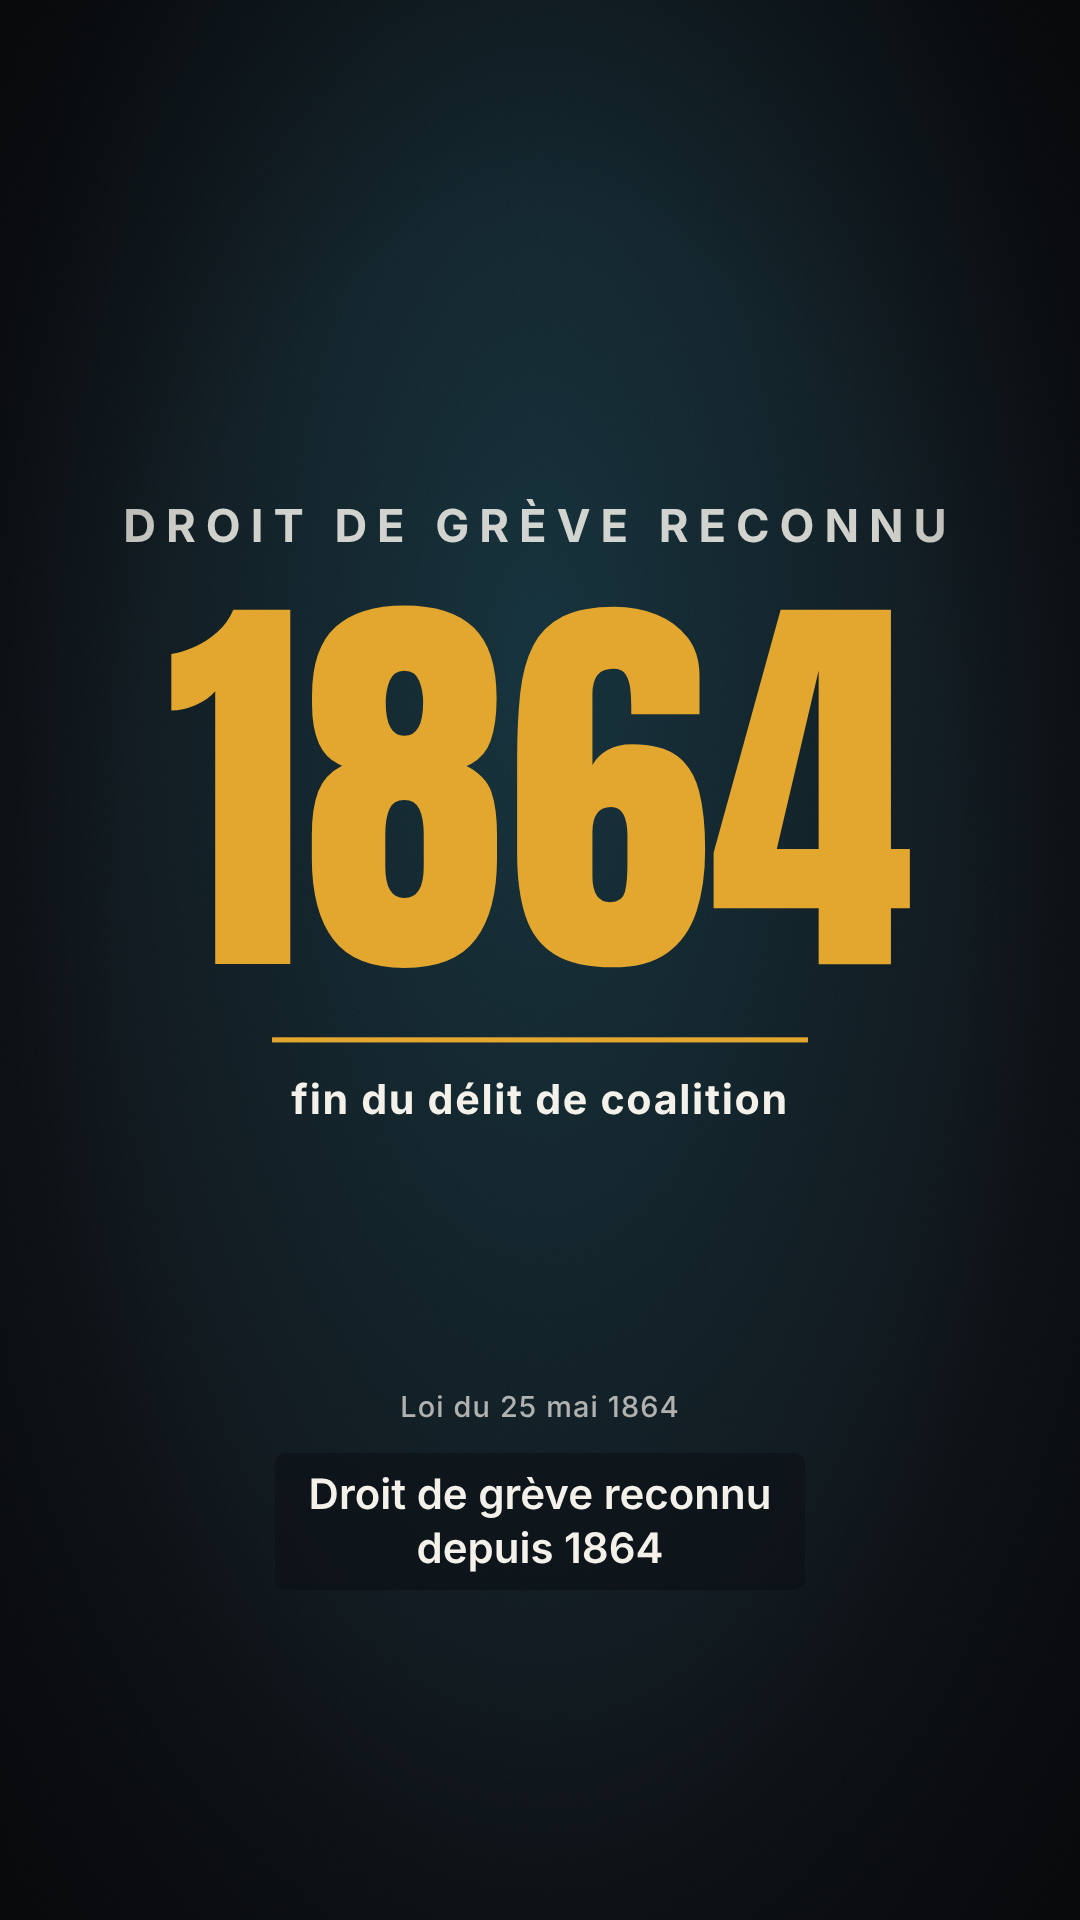 DROIT DE GRÈVE RECONNU
1864
fin du délit de coalition
Loi du 25 mai 1864
Droit de grève reconnu
depuis 1864